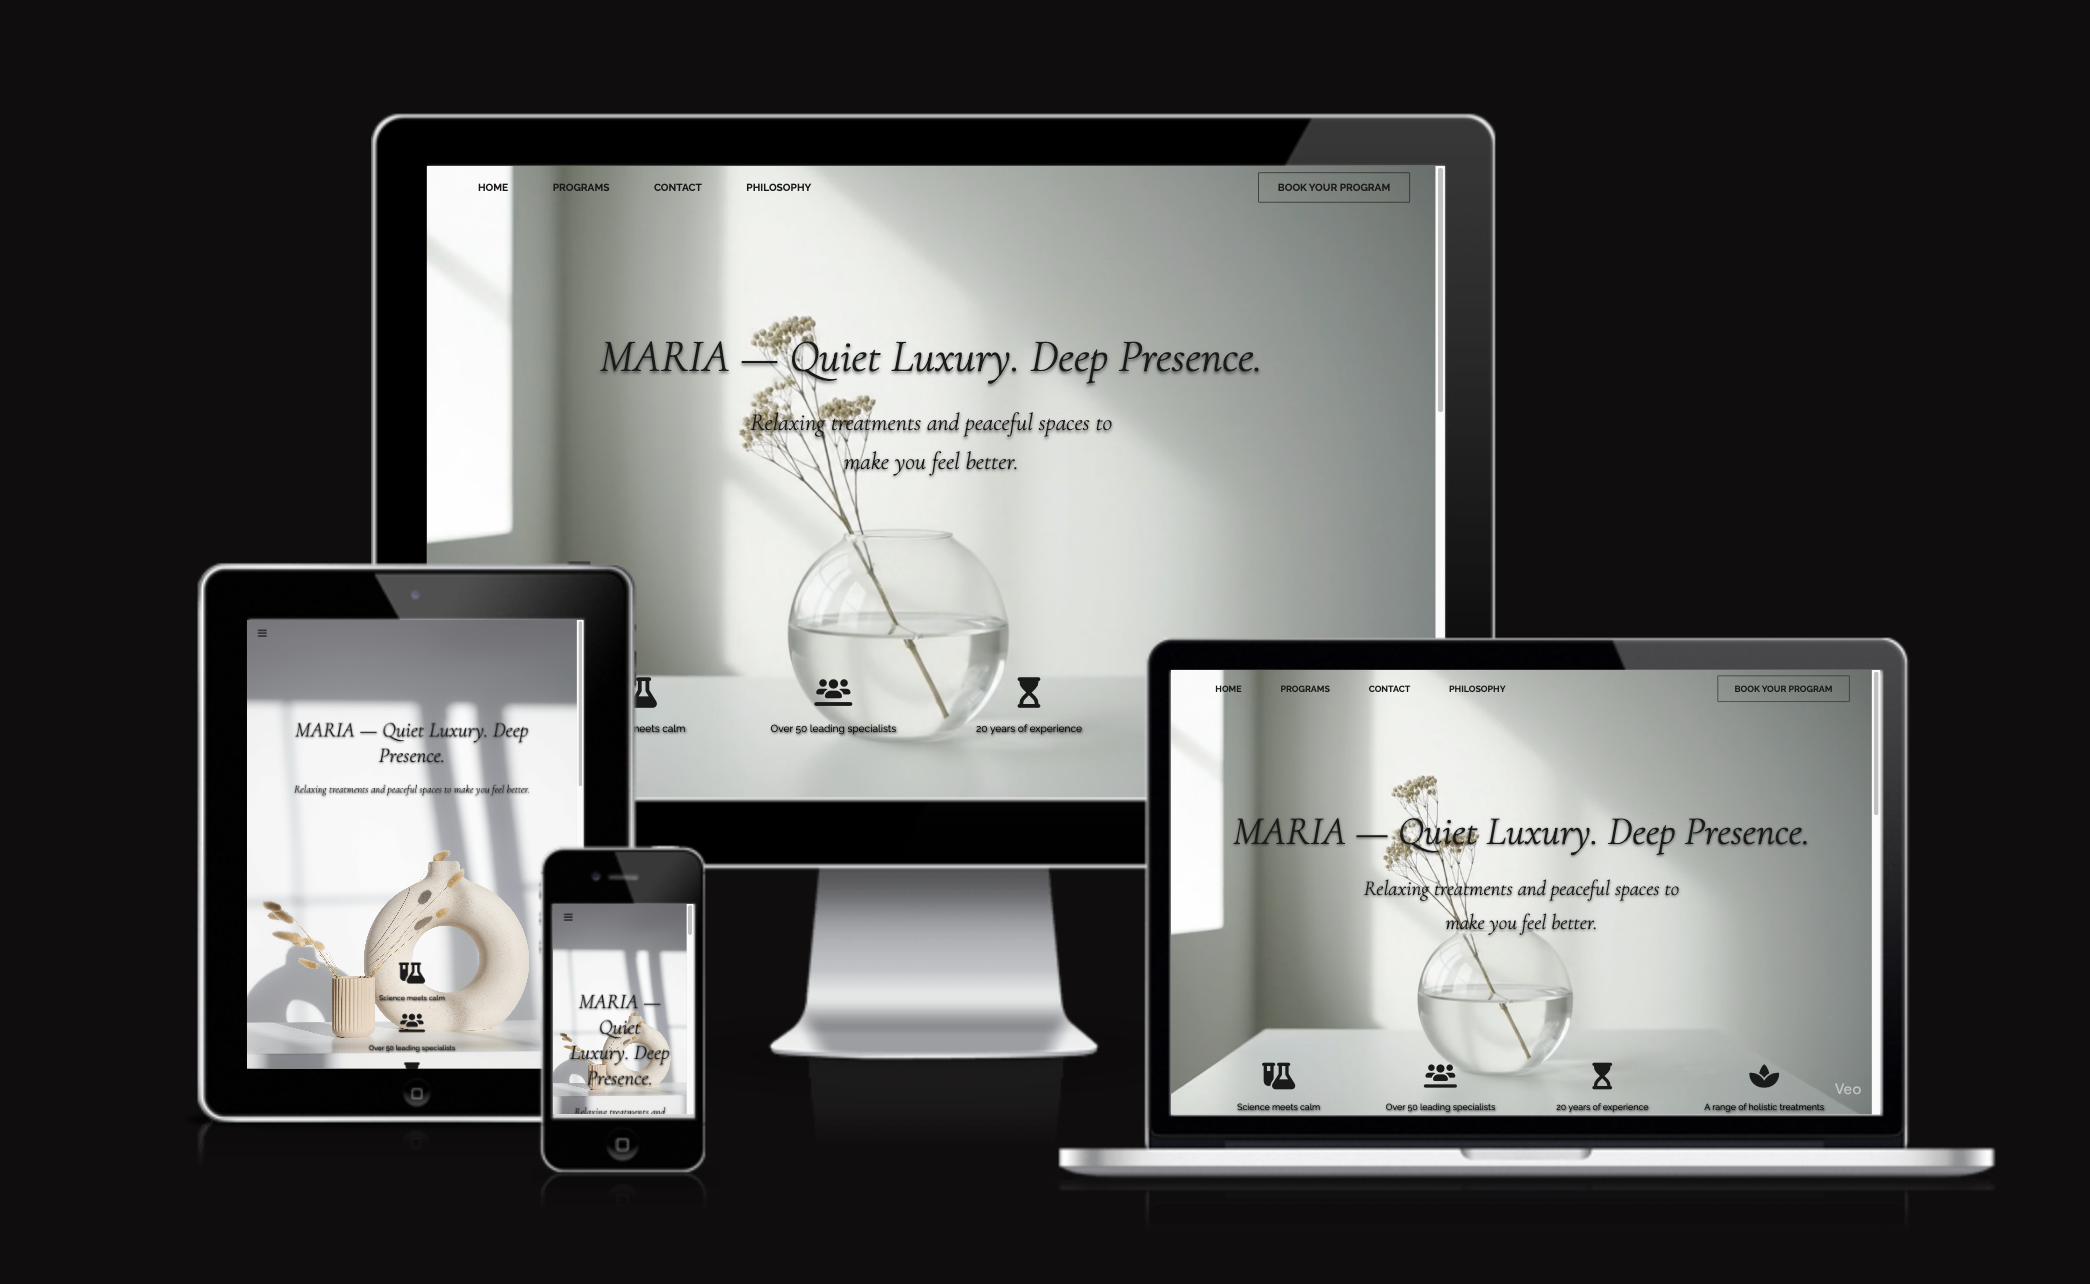 HOME PROGRAMS CONTACT PHILOSOPHY BOOK YOUR PROGRAM
MARIA — Quiet Luxury. Deep Presence.
Relaxing treatments and peaceful spaces to
make you feel better.
meets calm Over 50 leading specialists 20 years of experience
MARIA — Quiet Luxury. Deep
Presence.
Relaxing treatments and peaceful spaces to make you feel better.
Science meets calm
Over 50 leading specialists
MARIA —
Quiet
Luxury. Deep
Presence.
Relaxing treatments and
HOME PROGRAMS CONTACT PHILOSOPHY BOOK YOUR PROGRAM
MARIA — Quiet Luxury. Deep Presence.
Relaxing treatments and peaceful spaces to
make you feel better.
Veo
Science meets calm Over 50 leading specialists 20 years of experience A range of holistic treatments